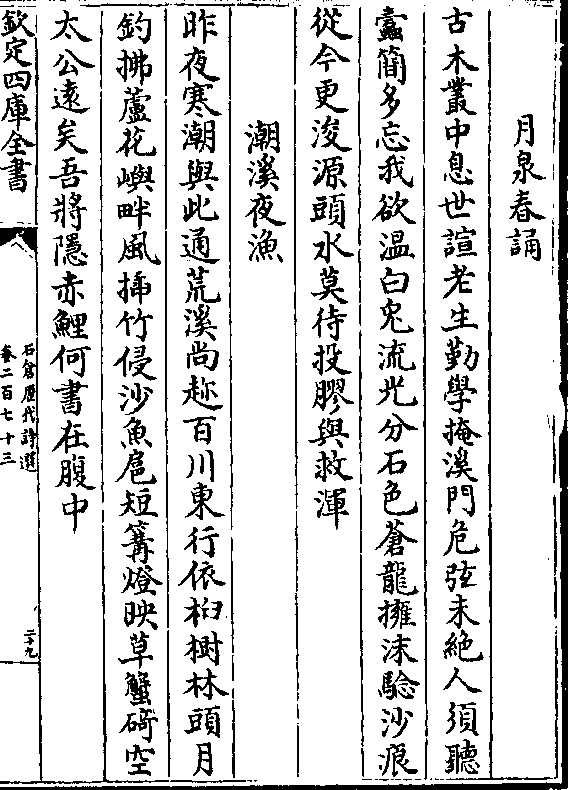 月泉春誦
古木叢中息世諠老生勤學掩溪門危弦未絶人須聽
蠹簡多忘我欲溫白兔流光分石色蒼龍擁沫驗沙痕
從今更浚源頭水莫待投膠與救渾
潮溪夜漁
昨夜寒潮與此通荒溪尚趂百川東行依桕樹林頭月
釣拂蘆花嶼畔風揷竹侵沙魚扈短篝燈映草蟹碕空
太公逺矣吾將隱赤鯉何書在腹中
欽定四庫全書
石倉歷代詩選
卷二百七十三
二十九